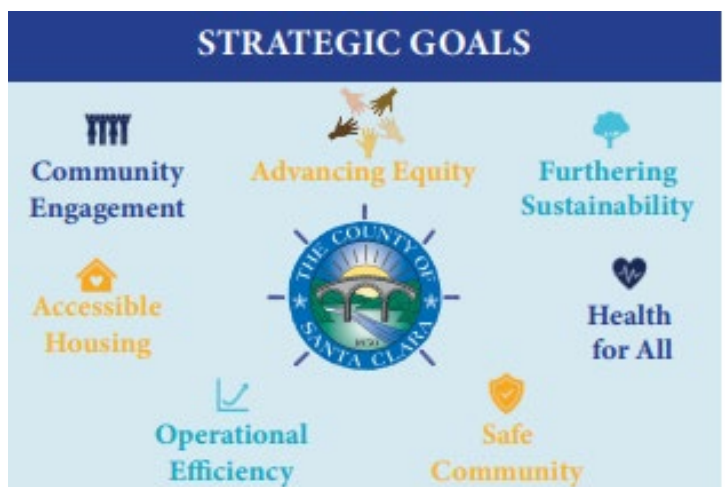 STRATEGIC GOALS
Community
Engagement
Advancing Equity
Furthering
Sustainability
Accessible
Housing
THE COUNTY OF
SANTA CLARA
1850
Health
for All
Operational
Efficiency
Safe
Community